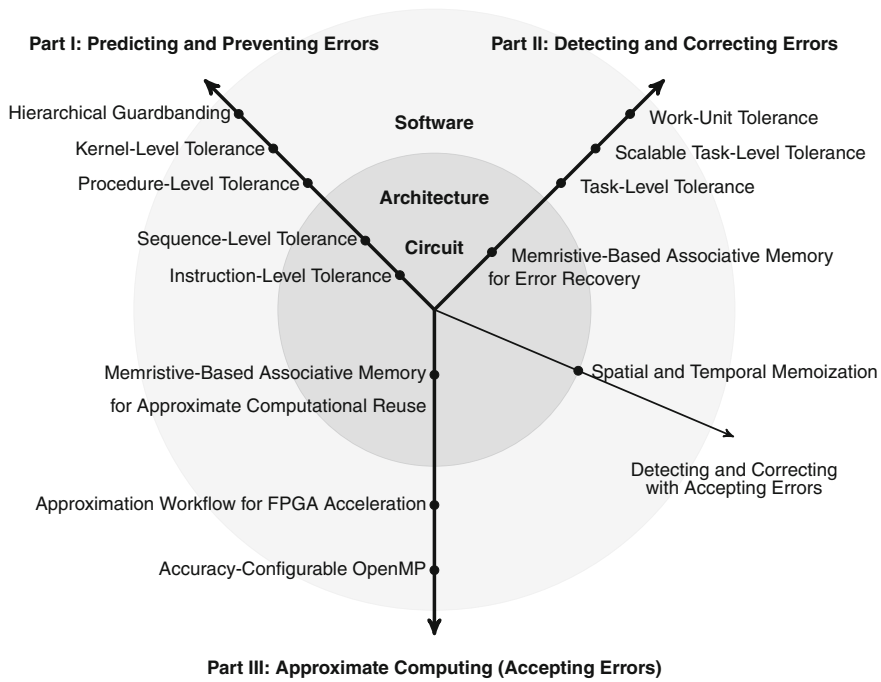 Part I: Predicting and Preventing Errors
Part II: Detecting and Correcting Errors
Hierarchical Guardbanding
Kernel-Level Tolerance
Procedure-Level Tolerance
Sequence-Level Tolerance
Instruction-Level Tolerance
Software
Architecture
Circuit
Work-Unit Tolerance
Scalable Task-Level Tolerance
Task-Level Tolerance
Memristive-Based Associative Memory
for Error Recovery
Memristive-Based Associative Memory
for Approximate Computational Reuse
Spatial and Temporal Memoization
Detecting and Correcting
with Accepting Errors
Approximation Workflow for FPGA Acceleration
Accuracy-Configurable OpenMP
Part III: Approximate Computing (Accepting Errors)